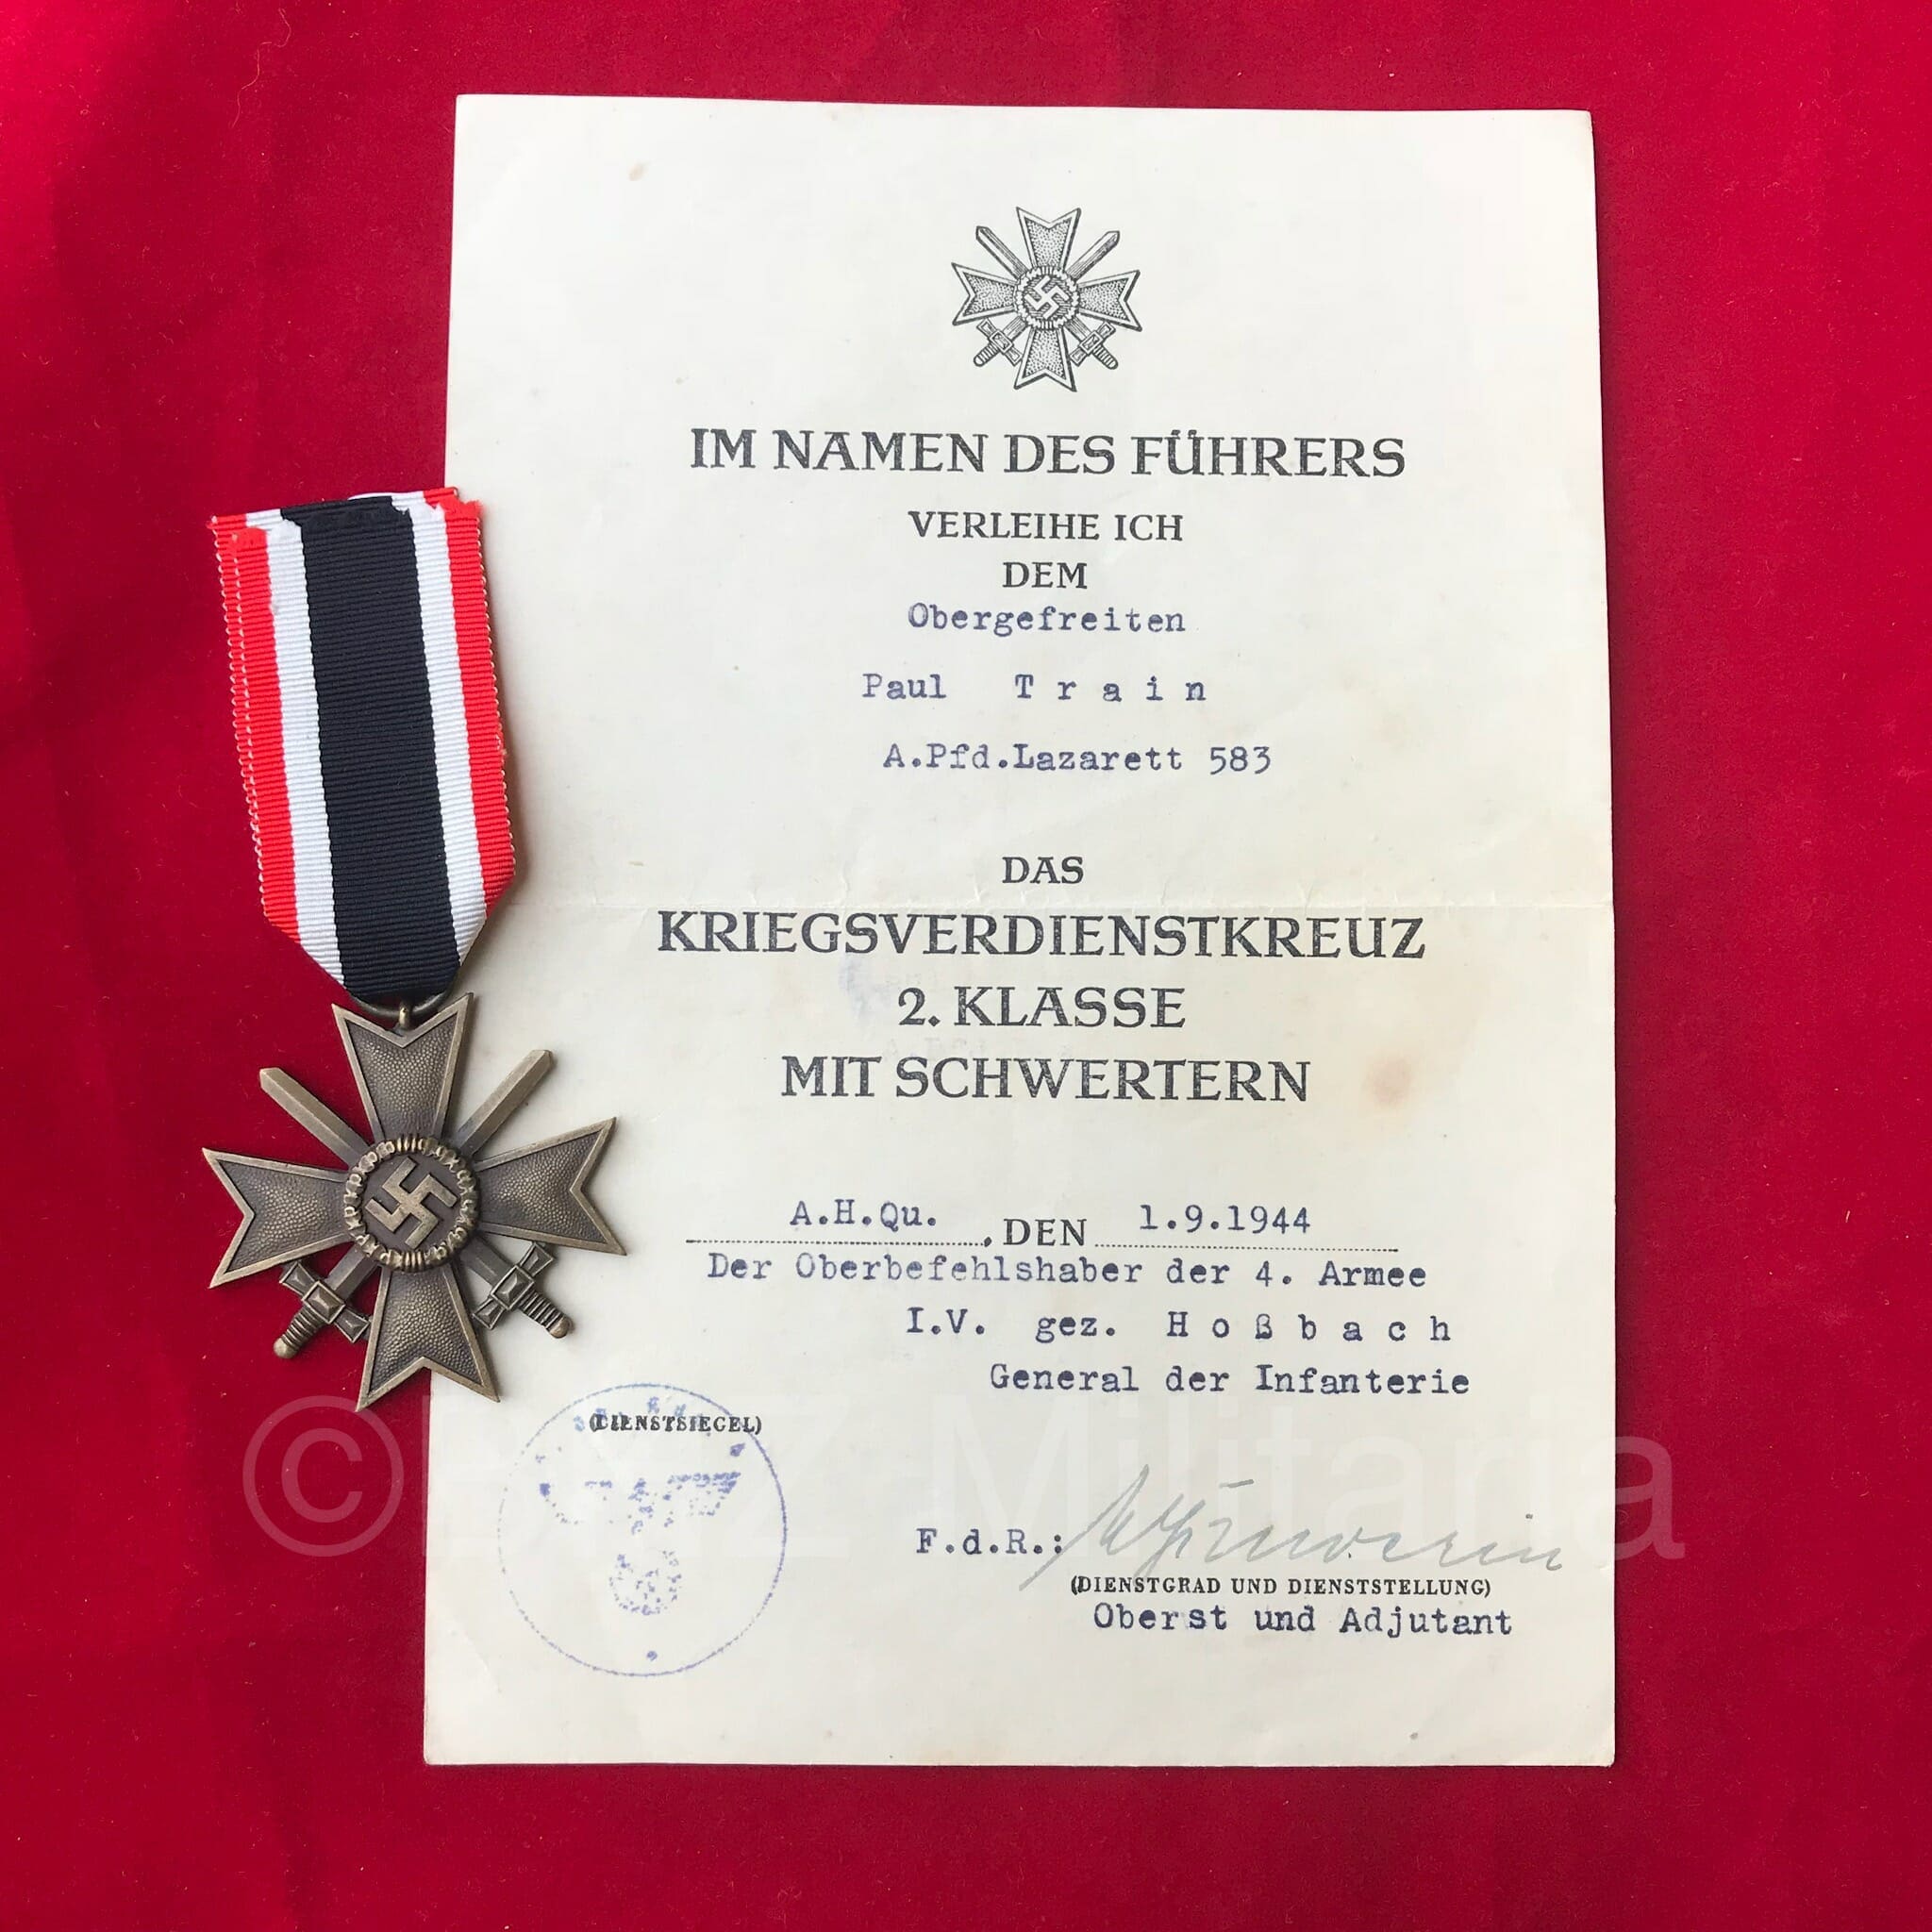 IM NAMEN DES FÜHRERS
VERLEIHE ICH
DEM
Obergefreiten
Paul T r a i n
A.Pfd.Lazarett 583
DAS
KRIEGSVERDIENSTKREUZ
2. KLASSE
MIT SCHWERTERN
A.H.Qu. , DEN 1.9.1944
Der Oberbefehlshaber der 4. Armee
I.V. gez. H o ß b a c h
General der Infanterie
(DIENSTSIEGEL)
© Militaria
F.d.R.:
(DIENSTGRAD UND DIENSTSTELLUNG)
Oberst und Adjutant